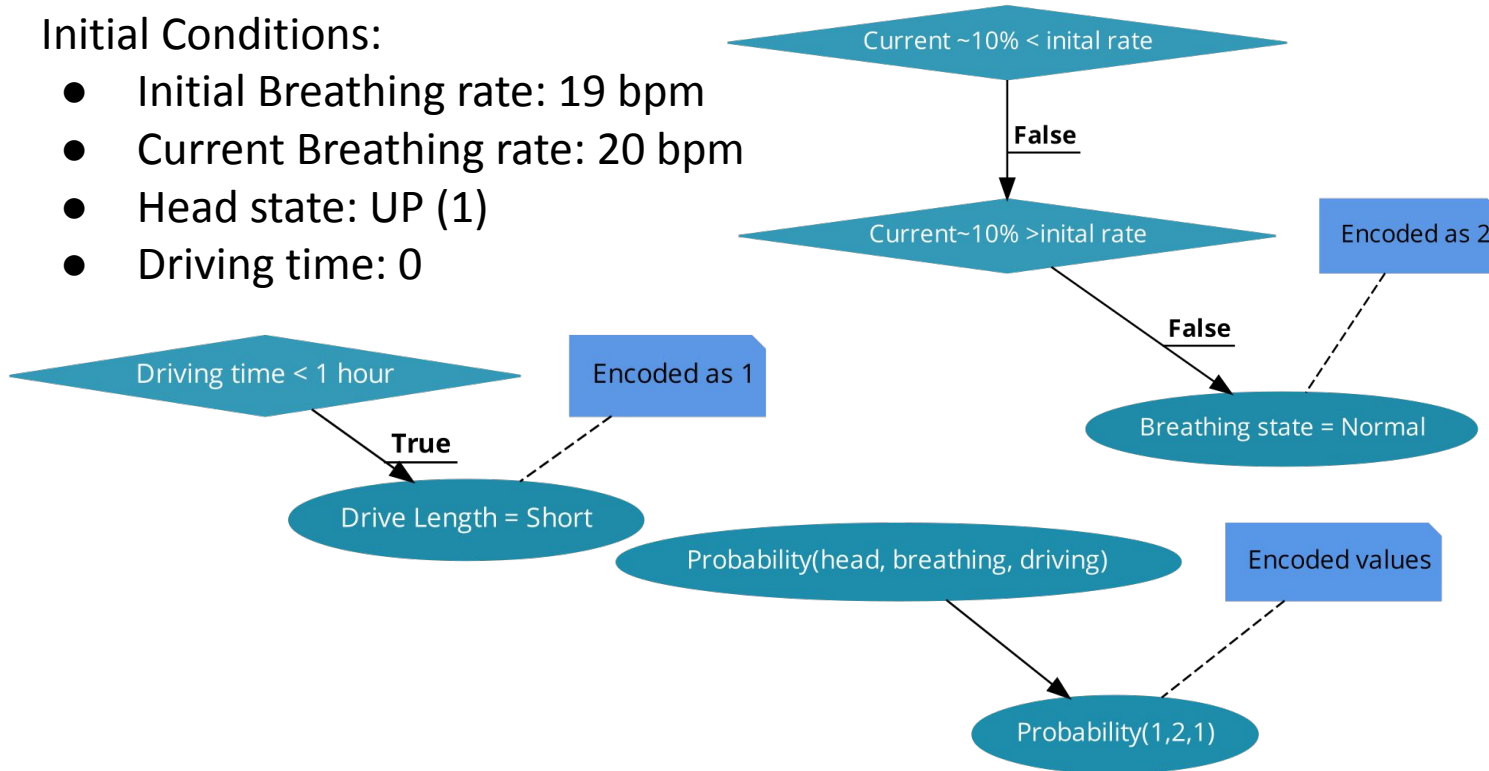 Initial Conditions:
● Initial Breathing rate: 19 bpm
● Current Breathing rate: 20 bpm
● Head state: UP (1)
● Driving time: 0
Current ~10% < inital rate
False
Current~10% >inital rate
Encoded as 2
False
Breathing state = Normal
Driving time < 1 hour
Encoded as 1
True
Drive Length = Short
Probability(head, breathing, driving)
Encoded values
Probability(1,2,1)